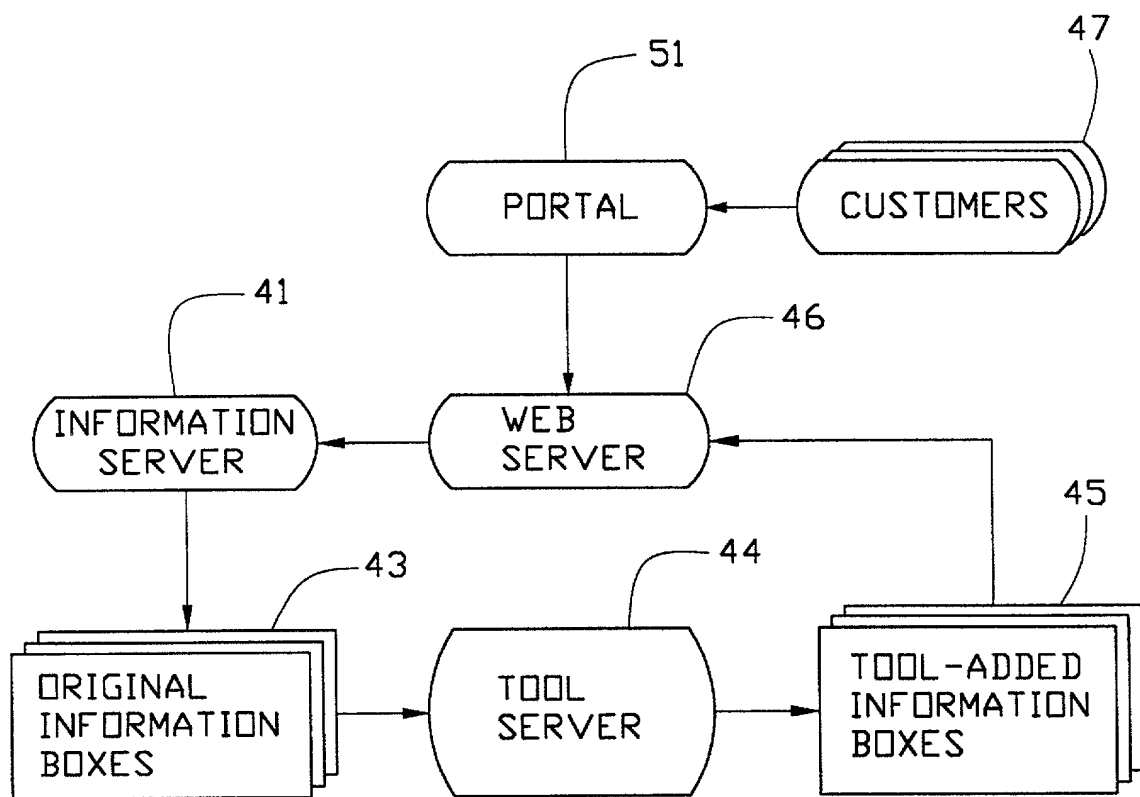 51
47
PORTAL
CUSTOMERS
41
46
INFORMATION
SERVER
WEB
SERVER
45
43
44
ORIGINAL
INFORMATION
BOXES
TOOL
SERVER
TOOL-ADDED
INFORMATION
BOXES